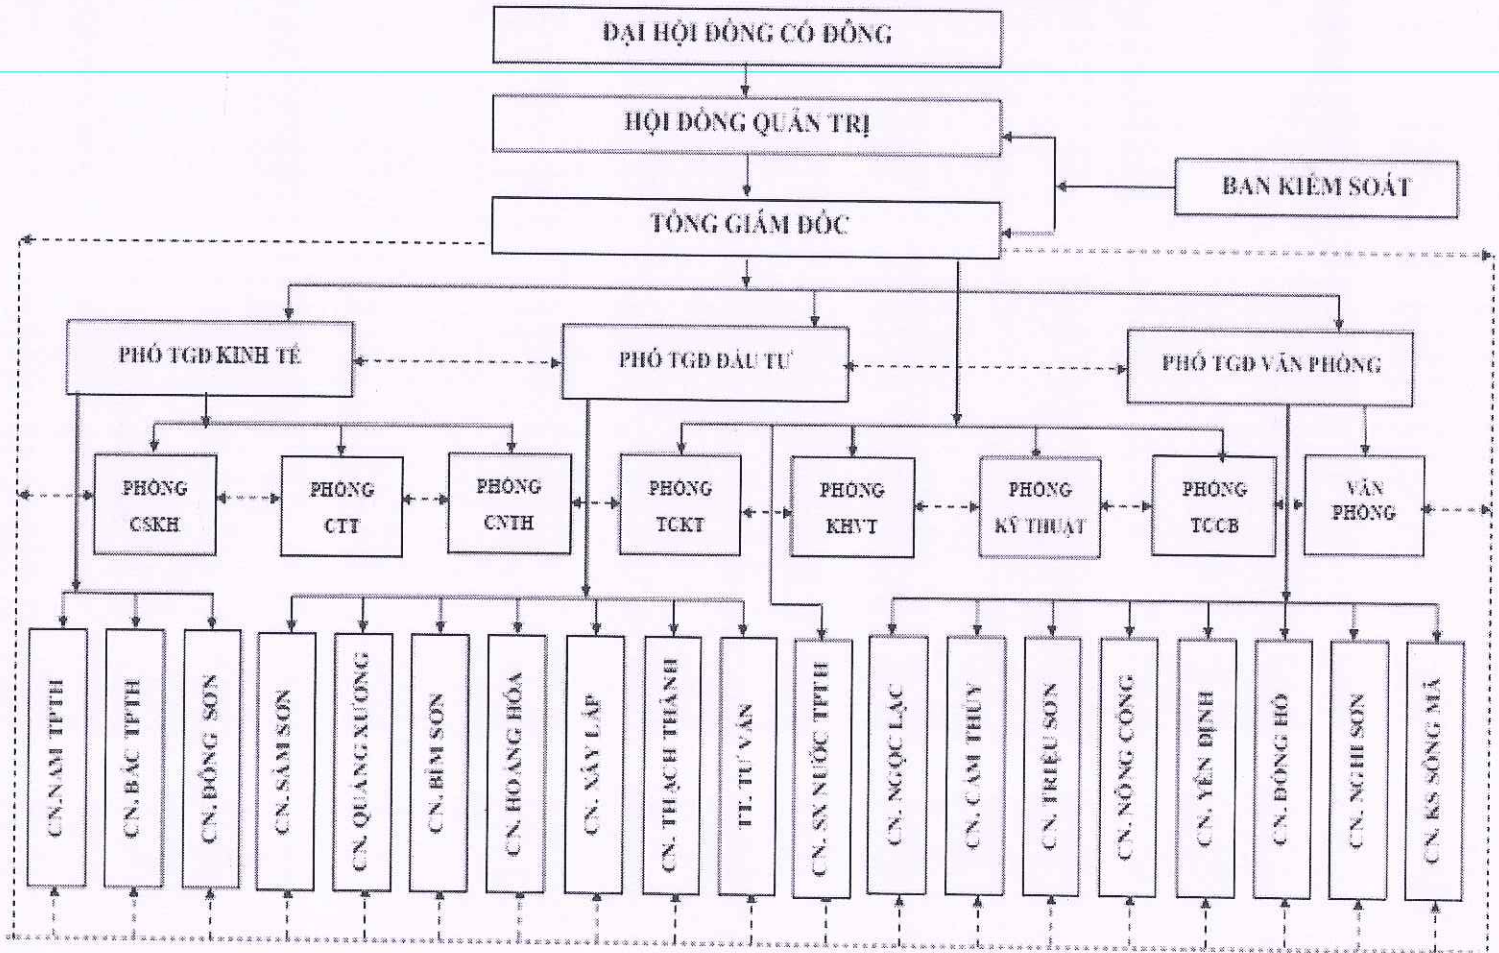 ĐẠI HỘI ĐỒNG CỔ ĐÔNG
HỘI ĐỒNG QUẢN TRỊ
BAN KIỂM SOÁT
TỔNG GIÁM ĐỐC
PHÓ TGĐ KINH TẾ
PHÓ TGĐ ĐẦU TƯ
PHÓ TGĐ VĂN PHÒNG
PHÒNG
CSKH
PHÒNG
CTT
PHÒNG
CNTH
PHÒNG
TCKT
PHÒNG
KHVT
PHÒNG
KỸ THUẬT
PHÒNG
TCCB
VĂN
PHÒNG
CN.NAM TPTH
CN. BẮC TPTH
CN. ĐÔNG SƠN
CN. SẦM SƠN
CN. QUẢNG XƯƠNG
CN. BỈM SƠN
CN. HOẰNG HÓA
CN. XÂY LẮP
CN. THẠCH THÀNH
TT. TƯ VẤN
CN. SX NƯỚC TPTH
CN. NGỌC LẶC
CN. CẨM THỦY
CN. TRIỆU SƠN
CN. NÔNG CỐNG
CN. YÊN ĐỊNH
CN. ĐÔNG HỒ
CN. NGHI SƠN
CN. KS SÔNG MÃ